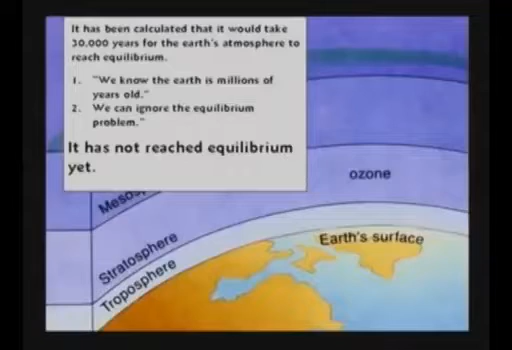 It has been calculated that it would take
30,000 years for the earth's atmosphere to
reach equilibrium.
1. "We know the earth is millions of
years old."
2. We can ignore the equilibrium
problem."
It has not reached equilibrium
yet.
ozone
Earth's surface
Stratosphere
Troposphere